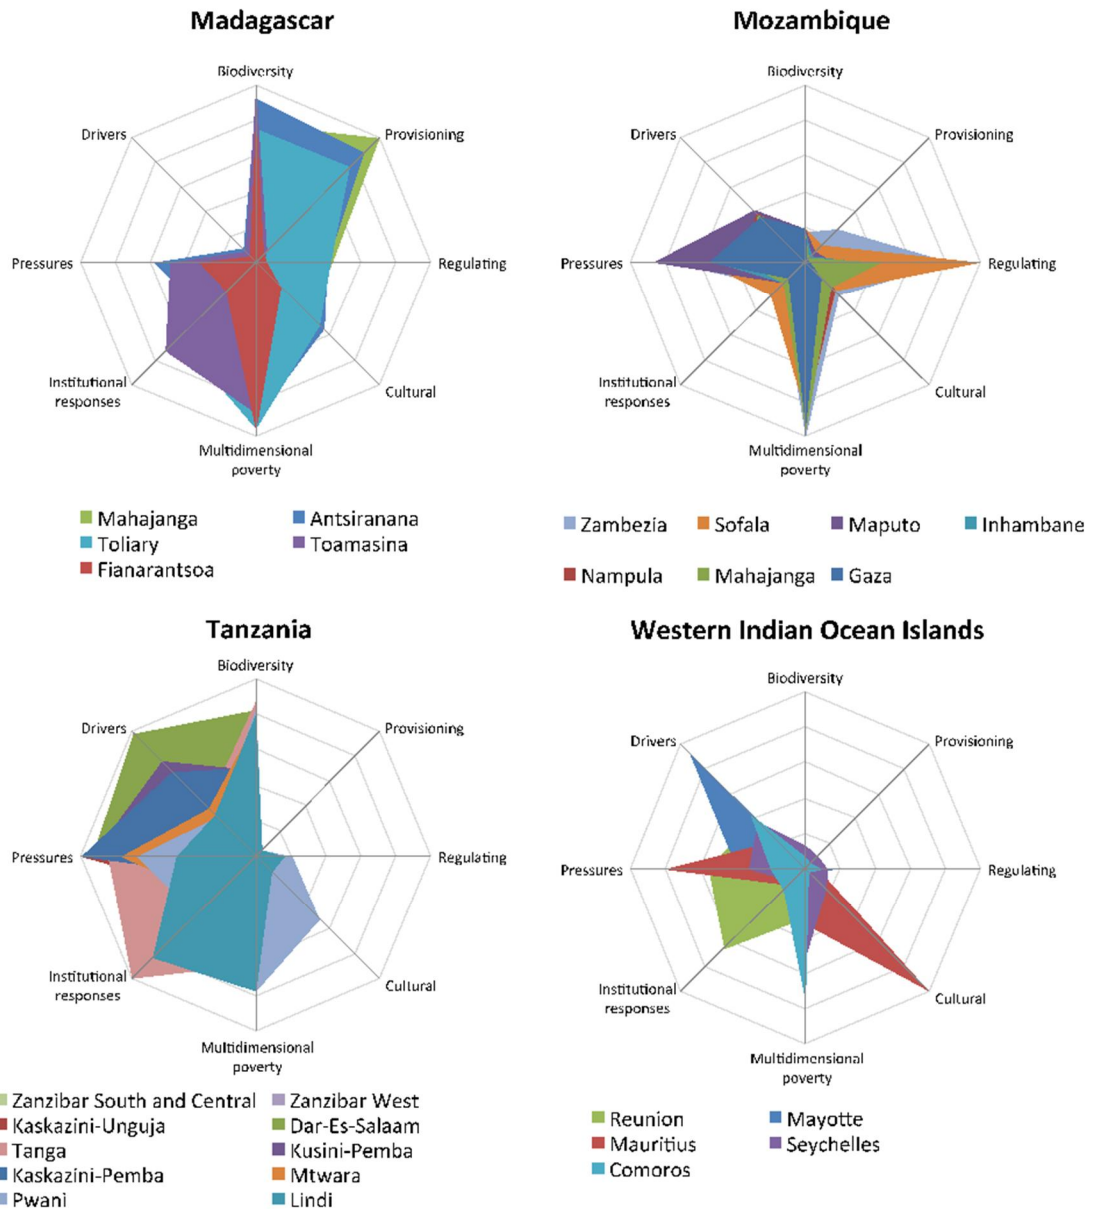 Madagascar
Mozambique
Biodiversity
Biodiversity
Drivers
Provisioning
Drivers
Provisioning
Pressures
Regulating
Pressures
Regulating
Institutional
responses
Cultural
Institutional
responses
Cultural
Multidimensional
poverty
Multidimensional
poverty
Mahajanga
Antsiranana
Toliary
Toamasina
Fianarantsoa
Zambezia
Sofala
Maputo
Inhambane
Nampula
Mahajanga
Gaza
Tanzania
Western Indian Ocean Islands
Biodiversity
Biodiversity
Drivers
Provisioning
Drivers
Provisioning
Pressures
Regulating
Pressures
Regulating
Institutional
responses
Cultural
Institutional
responses
Cultural
Multidimensional
poverty
Multidimensional
poverty
Zanzibar South and Central
Zanzibar West
Kaskazini-Unguja
Dar-Es-Salaam
Tanga
Kusini-Pemba
Kaskazini-Pemba
Mtwara
Pwani
Lindi
Reunion
Mayotte
Mauritius
Seychelles
Comoros